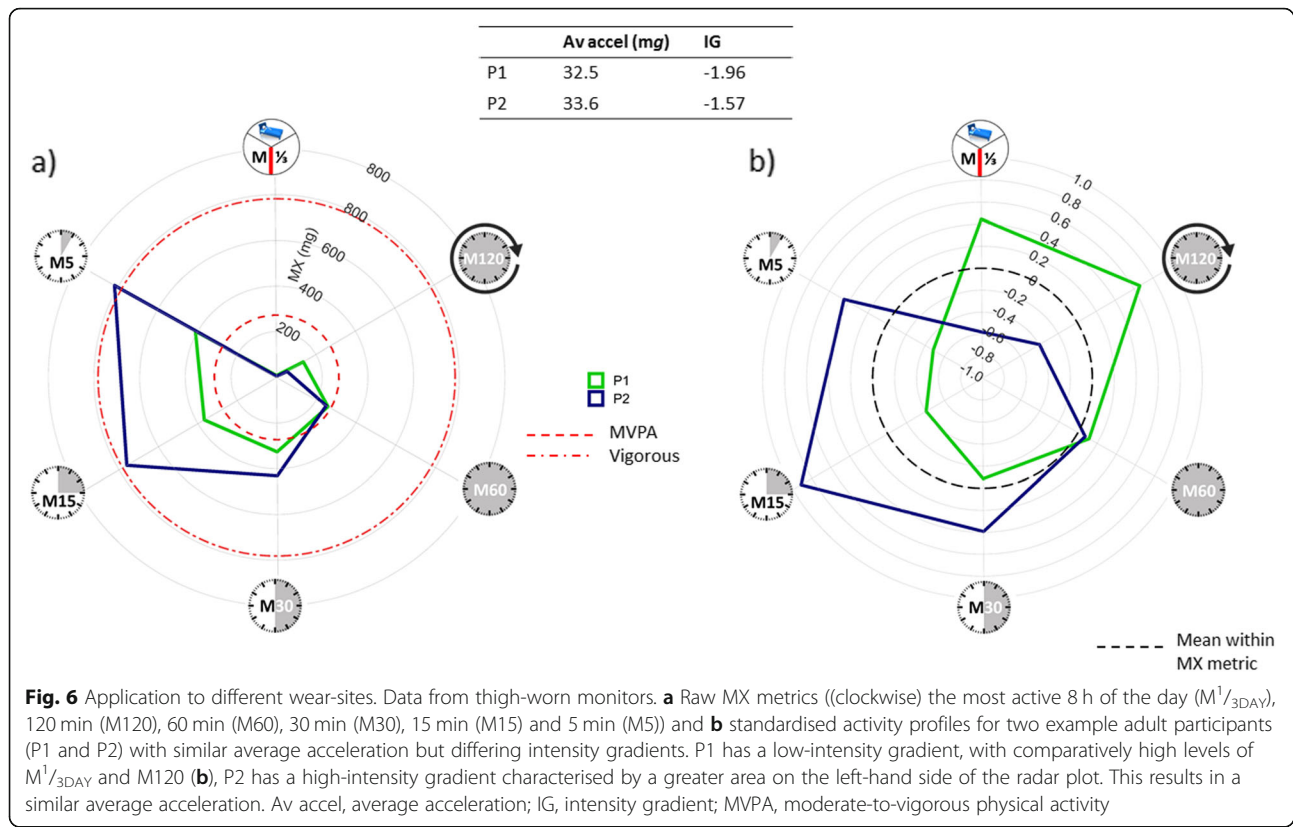 Av accel (mg) IG
P1 32.5 -1.96
P2 33.6 -1.57
a)
M ⅓
800
800
600
400
200
MX (mg)
M5
M120
M15
M60
M30
P1
P2
MVPA
Vigorous
b)
M ⅓
1.0
0.8
0.6
0.4
0.2
0
-0.2
-0.4
-0.6
-0.8
-1.0
M5
M120
M15
M60
M30
Mean within
MX metric
Fig. 6 Application to different wear-sites. Data from thigh-worn monitors. a Raw MX metrics ((clockwise) the most active 8 h of the day (M¹/₃DAY),
120 min (M120), 60 min (M60), 30 min (M30), 15 min (M15) and 5 min (M5)) and b standardised activity profiles for two example adult participants
(P1 and P2) with similar average acceleration but differing intensity gradients. P1 has a low-intensity gradient, with comparatively high levels of
M¹/₃DAY and M120 (b), P2 has a high-intensity gradient characterised by a greater area on the left-hand side of the radar plot. This results in a
similar average acceleration. Av accel, average acceleration; IG, intensity gradient; MVPA, moderate-to-vigorous physical activity